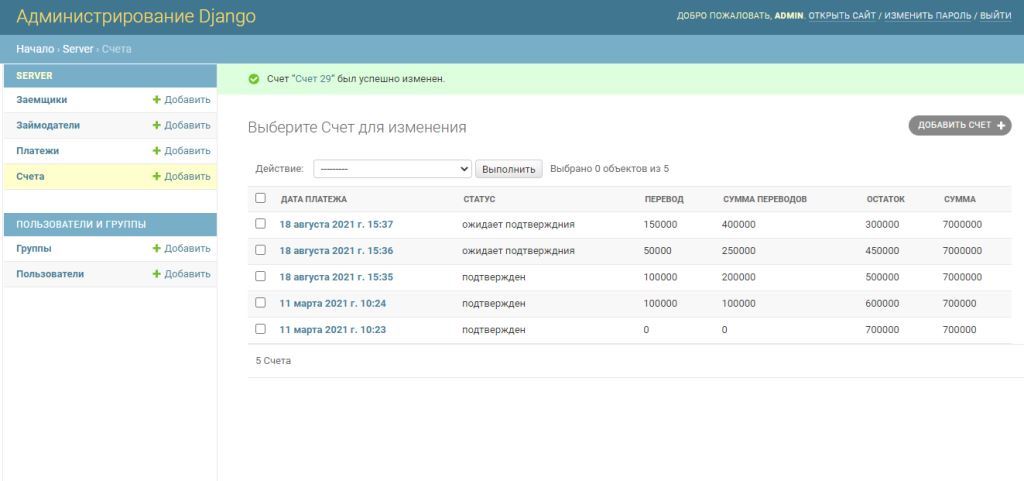 Администрирование Django
ДОБРО ПОЖАЛОВАТЬ, ADMIN. ОТКРЫТЬ САЙТ / ИЗМЕНИТЬ ПАРОЛЬ / ВЫЙТИ
Начало › Server › Счета
SERVER
Заемщики + Добавить
Займодатели + Добавить
Платежи + Добавить
Счета + Добавить
ПОЛЬЗОВАТЕЛИ И ГРУППЫ
Группы + Добавить
Пользователи + Добавить
Счет "Счет 29" был успешно изменен.
Выберите Счет для изменения
ДОБАВИТЬ СЧЕТ +
Действие: --------- Выполнить Выбрано 0 объектов из 5
ДАТА ПЛАТЕЖА СТАТУС ПЕРЕВОД СУММА ПЕРЕВОДОВ ОСТАТОК СУММА
18 августа 2021 г. 15:37 ожидает подтверждния 150000 400000 300000 7000000
18 августа 2021 г. 15:36 ожидает подтверждния 50000 250000 450000 7000000
18 августа 2021 г. 15:35 подтвержден 100000 200000 500000 7000000
11 марта 2021 г. 10:24 подтвержден 100000 100000 600000 700000
11 марта 2021 г. 10:23 подтвержден 0 0 700000 700000
5 Счета